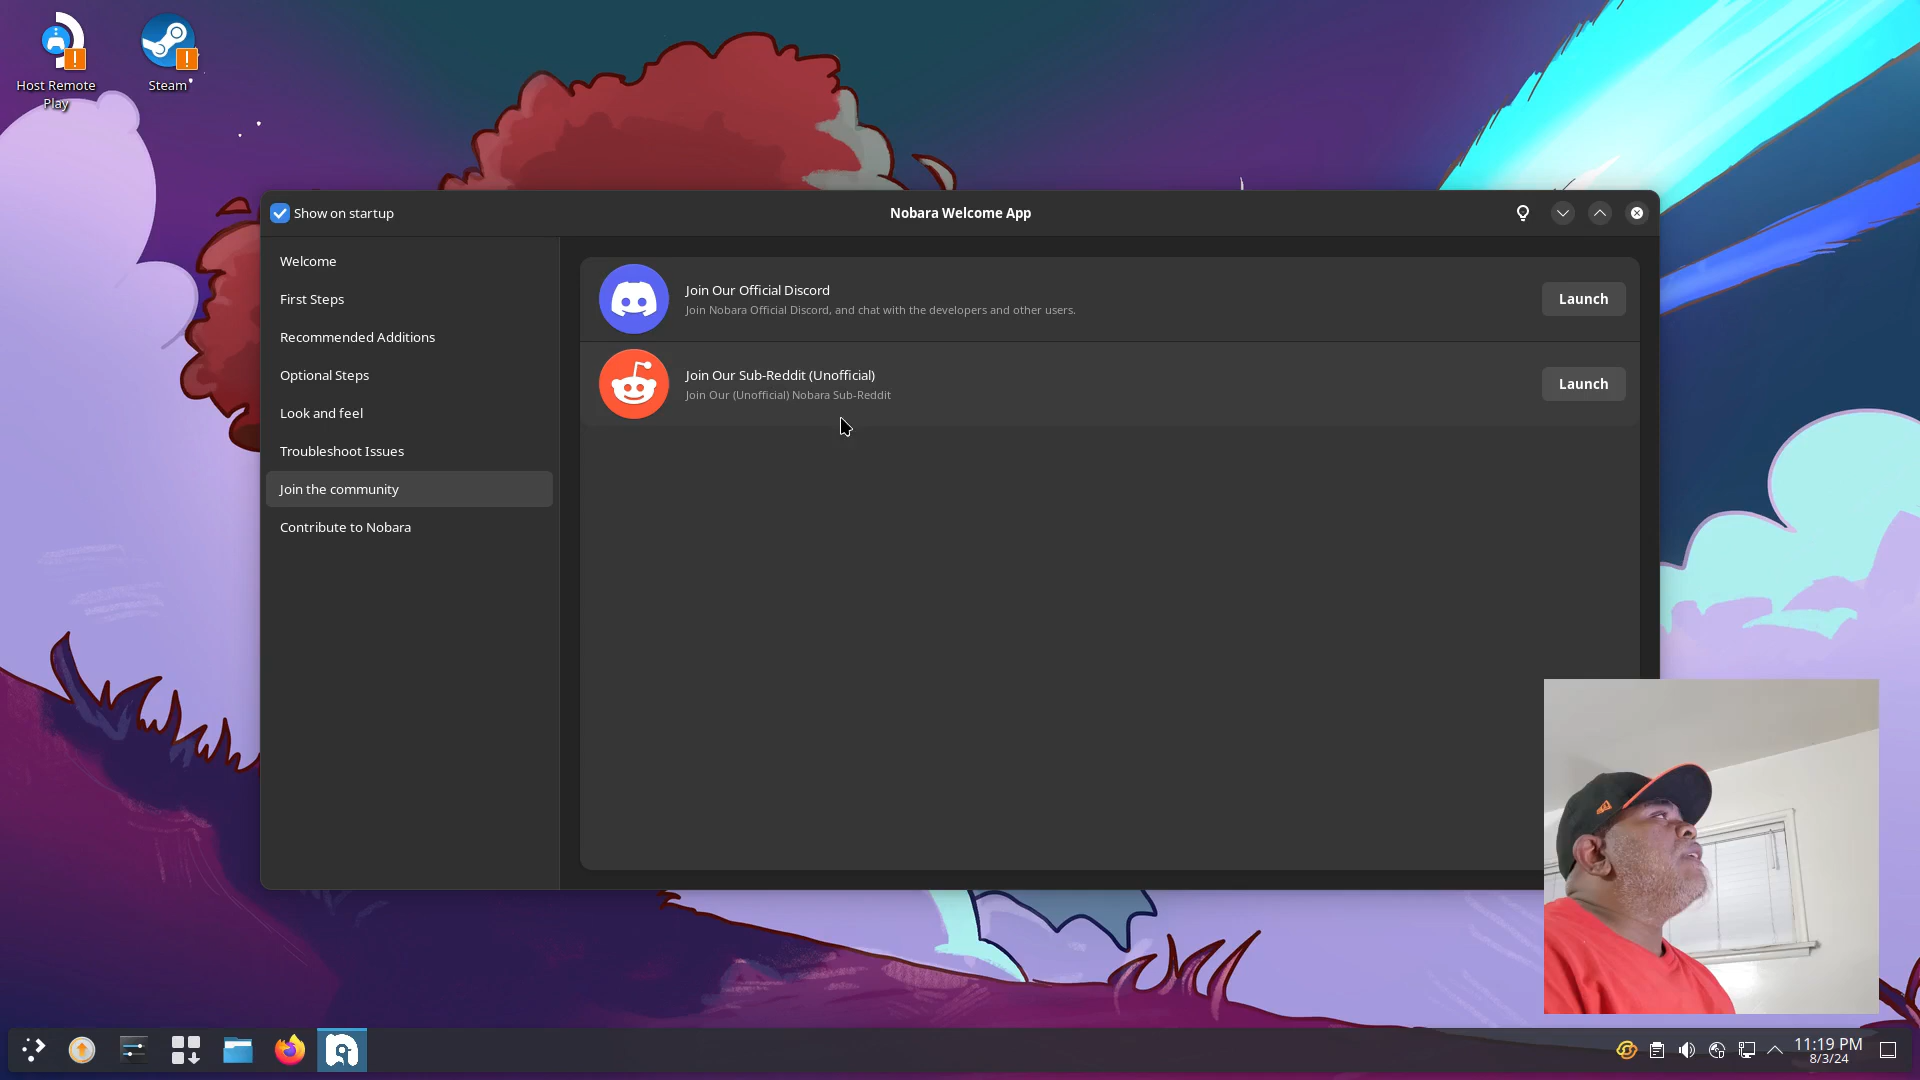 Host Remote
Play
Steam
Show on startup
Nobara Welcome App
Welcome
First Steps
Recommended Additions
Optional Steps
Look and feel
Troubleshoot Issues
Join the community
Contribute to Nobara
Join Our Official Discord
Join Nobara Official Discord, and chat with the developers and other users.
Launch
Join Our Sub-Reddit (Unofficial)
Join Our (Unofficial) Nobara Sub-Reddit
Launch
11:19 PM
8/3/24